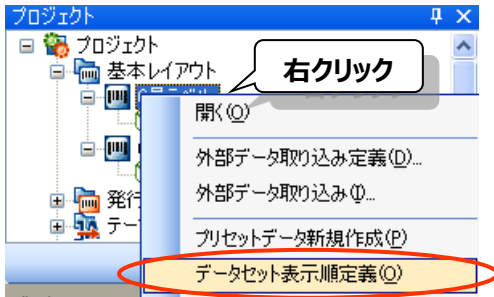 プロジェクト
プロジェクト
基本レイアウト
右クリック
開く(O)
外部データ取り込み定義(D)...
外部データ取り込み(I)...
発行
テー
プリセットデータ新規作成(P)
データセット表示順定義(O)